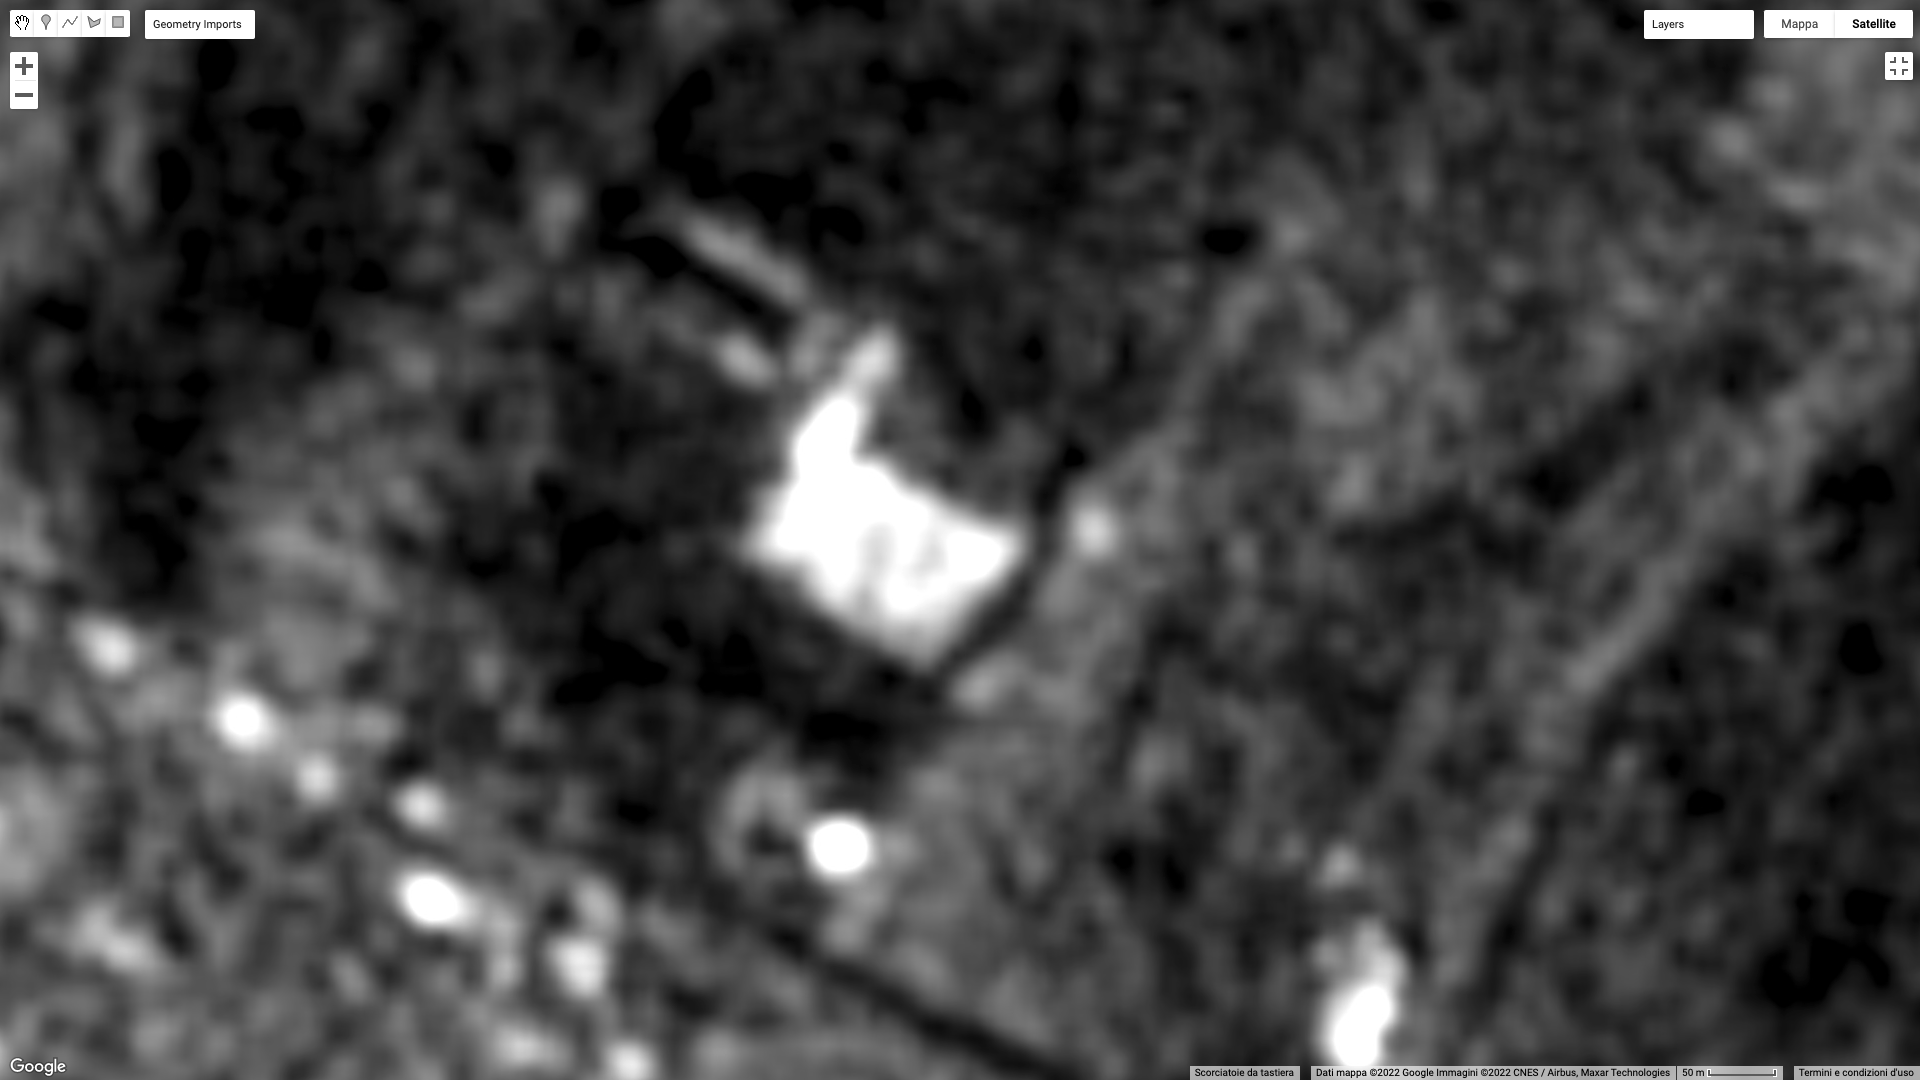 Geometry Imports
Layers
Mappa
Satellite
Google
Scorciatoie da tastiera
Dati mappa ©2022 Google Immagini ©2022 CNES / Airbus, Maxar Technologies
50 m
Termini e condizioni d'uso